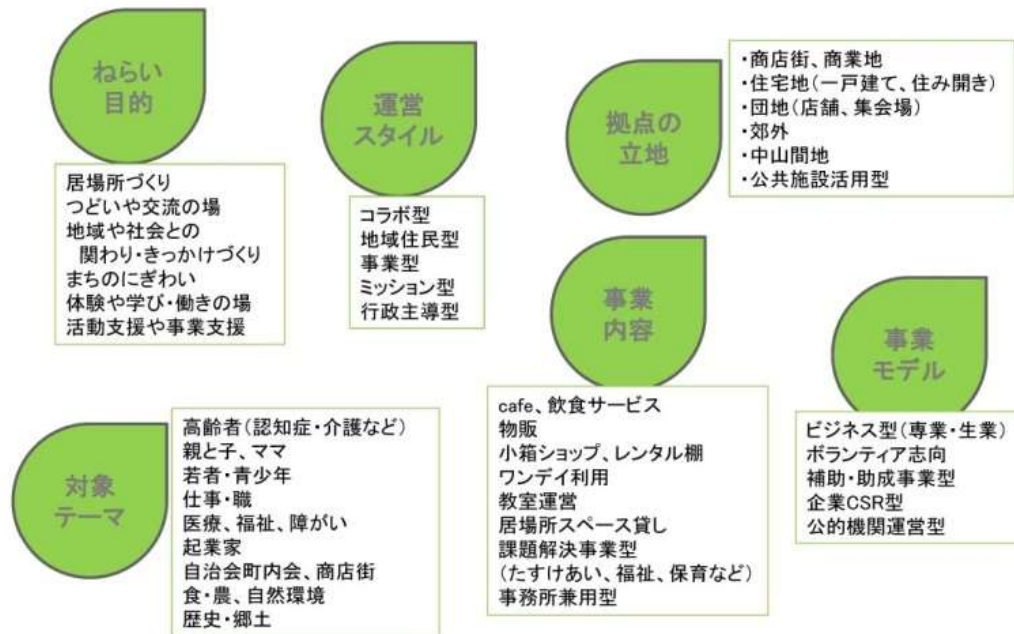 ねらい
目的
居場所づくり
つどいや交流の場
地域や社会との
関わり・きっかけづくり
まちのにぎわい
体験や学び・働きの場
活動支援や事業支援
運営
スタイル
コラボ型
地域住民型
事業型
ミッション型
行政主導型
拠点の
立地
・商店街、商業地
・住宅地(一戸建て、住み開き)
・団地(店舗、集会場)
・郊外
・中山間地
・公共施設活用型
対象
テーマ
高齢者(認知症・介護など)
親と子、ママ
若者・青少年
仕事・職
医療、福祉、障がい
起業家
自治会町内会、商店街
食・農、自然環境
歴史・郷土
事業
内容
cafe、飲食サービス
物販
小箱ショップ、レンタル棚
ワンデイ利用
教室運営
居場所スペース貸し
課題解決事業型
(たすけあい、福祉、保育など)
事務所兼用型
事業
モデル
ビジネス型(専業・生業)
ボランティア志向
補助・助成事業型
企業CSR型
公的機関運営型